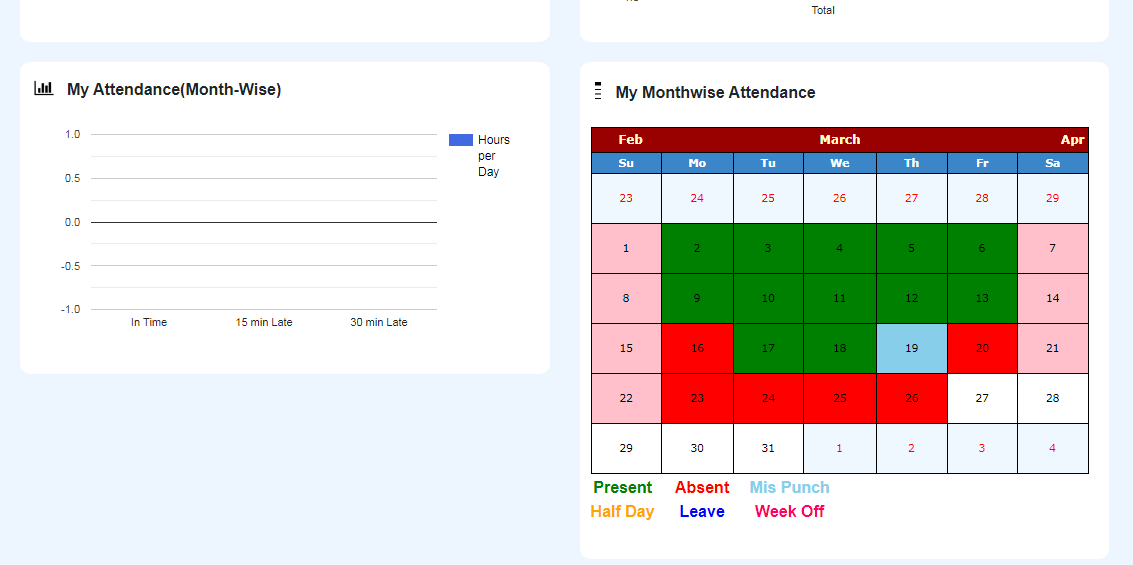 Total
My Attendance(Month-Wise)
1.0
0.5
0.0
-0.5
-1.0
In Time 15 min Late 30 min Late
Hours
per
Day
My Monthwise Attendance
Feb March Apr
Su Mo Tu We Th Fr Sa
23 24 25 26 27 28 29
1 2 3 4 5 6 7
8 9 10 11 12 13 14
15 16 17 18 19 20 21
22 23 24 25 26 27 28
29 30 31 1 2 3 4
Present Absent Mis Punch
Half Day Leave Week Off